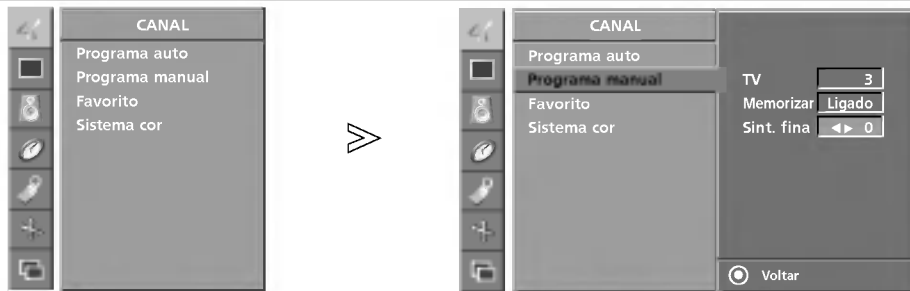 CANAL
Programa auto
Programa manual
Favorito
Sistema cor
CANAL
Programa auto
Programa manual
Favorito
Sistema cor
TV 3
Memorizar Ligado
Sint. fina ◄► 0
Voltar